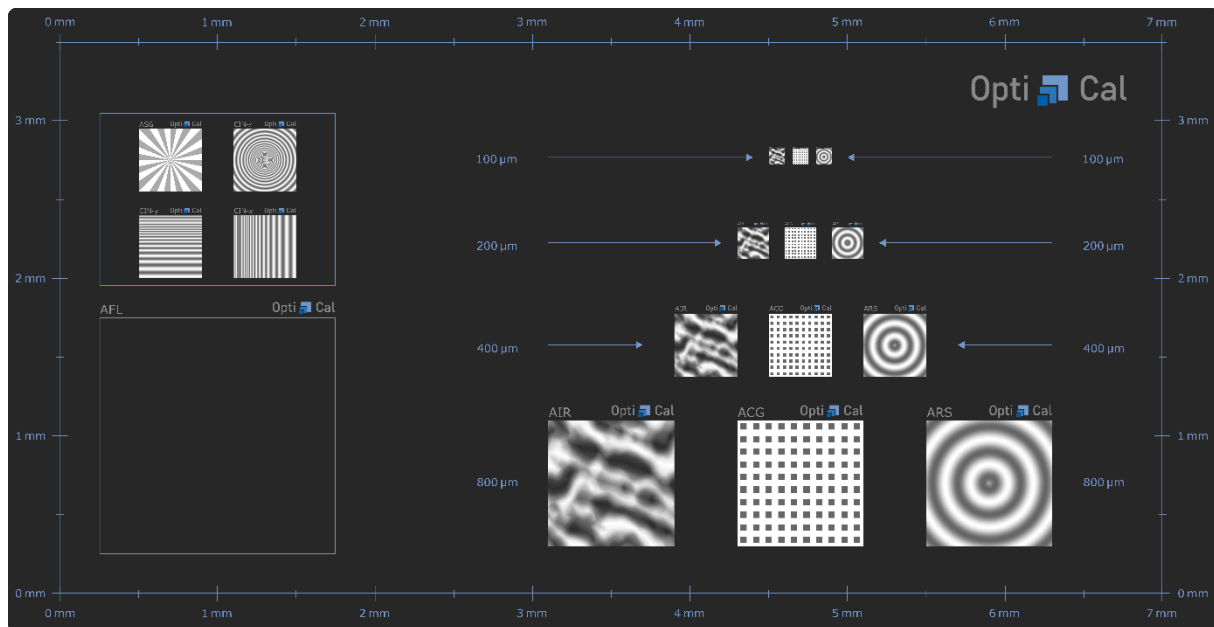 0 mm 1 mm 2 mm 3 mm 4 mm 5 mm 6 mm 7 mm
Opti Cal
3 mm 3 mm
ASG Opti Cal CIN-r Opti Cal
100 µm 100 µm
CIN-y Opti Cal CIN-x Opti Cal
200 µm 200 µm
2 mm 2 mm
AFL Opti Cal
AIR Opti Cal ACG Opti Cal ARS Opti Cal
400 µm 400 µm
AIR Opti Cal ACG Opti Cal ARS Opti Cal
1 mm 1 mm
800 µm 800 µm
0 mm 0 mm
0 mm 1 mm 2 mm 3 mm 4 mm 5 mm 6 mm 7 mm